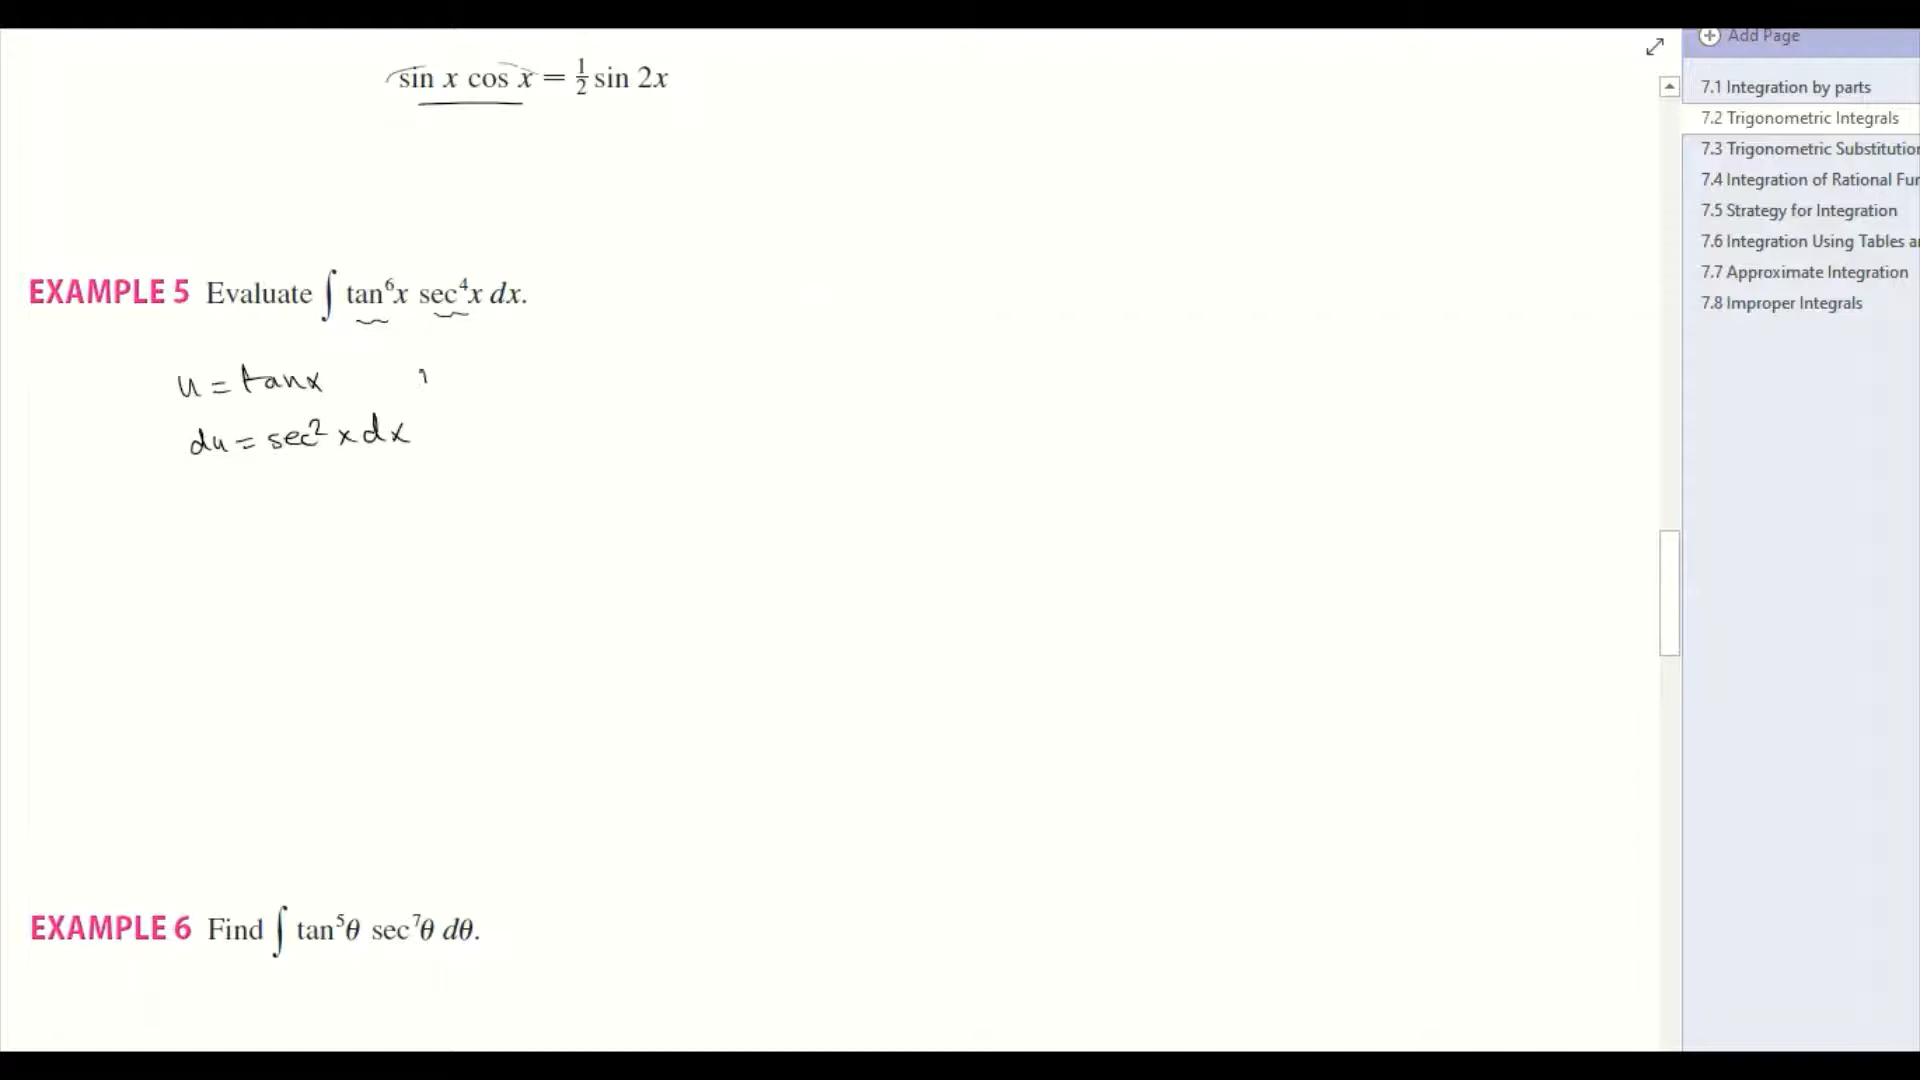 Add Page
sin x cos x = 1/2 sin 2x
7.1 Integration by parts
7.2 Trigonometric Integrals
7.3 Trigonometric Substitution
7.4 Integration of Rational Fun
7.5 Strategy for Integration
7.6 Integration Using Tables a
7.7 Approximate Integration
7.8 Improper Integrals
EXAMPLE 5 Evaluate ∫ tan⁶x sec⁴x dx.
u = tanx
du = sec² x dx
EXAMPLE 6 Find ∫ tan⁵θ sec⁷θ dθ.